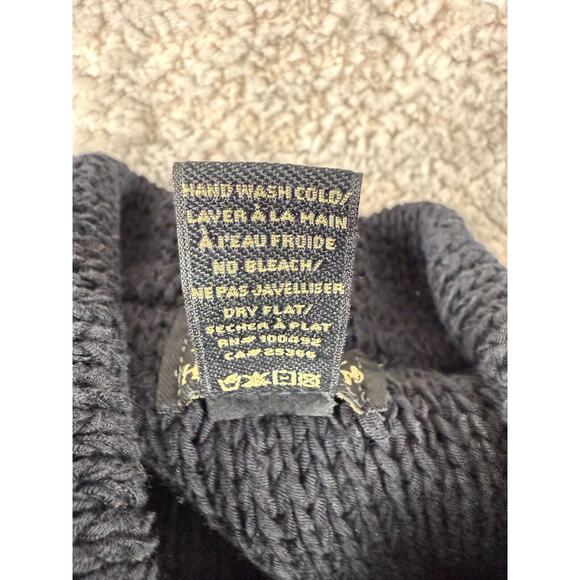 HAND WASH COLD/
LAVER À LA MAIN
À L'EAU FROIDE
NO BLEACH/
NE PAS JAVELLISER
DRY FLAT/
SECHER À PLAT
RN# 100492
CA# 25366